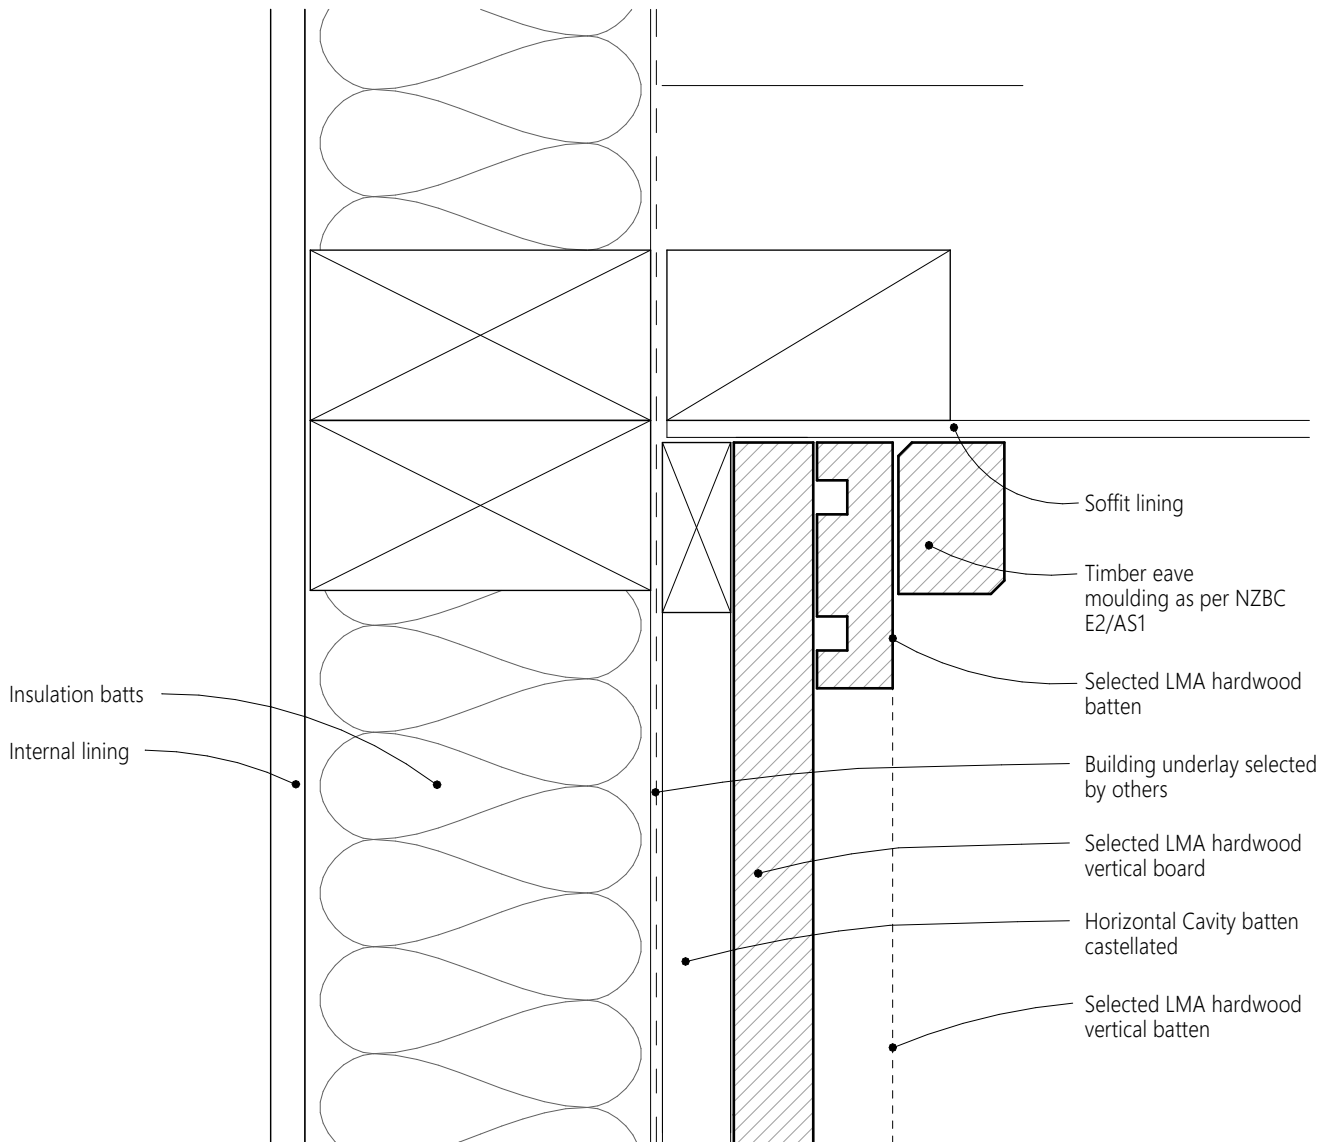 Insulation batts
Internal lining
Soffit lining
Timber eave
moulding as per NZBC
E2/AS1
Selected LMA hardwood
batten
Building underlay selected
by others
Selected LMA hardwood
vertical board
Horizontal Cavity batten
castellated
Selected LMA hardwood
vertical batten